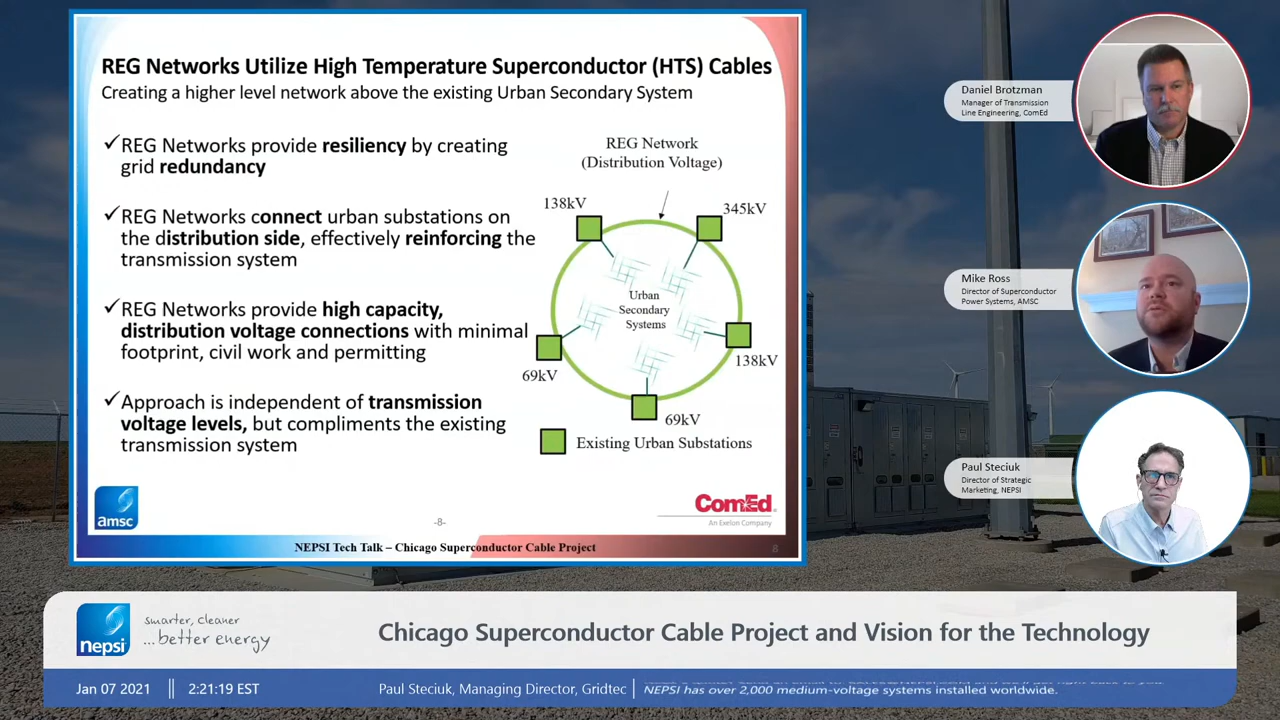 REG Networks Utilize High Temperature Superconductor (HTS) Cables
Creating a higher level network above the existing Urban Secondary System
✓REG Networks provide resiliency by creating
grid redundancy
✓REG Networks connect urban substations on
the distribution side, effectively reinforcing the
transmission system
✓REG Networks provide high capacity,
distribution voltage connections with minimal
footprint, civil work and permitting
✓Approach is independent of transmission
voltage levels, but compliments the existing
transmission system
REG Network
(Distribution Voltage)
138kV
345kV
Urban
Secondary
Systems
69kV
138kV
69kV
Existing Urban Substations
amsc
-8-
ComEd
An Exelon Company
NEPSI Tech Talk – Chicago Superconductor Cable Project
8
Daniel Brotzman
Manager of Transmission
Line Engineering, ComEd
Mike Ross
Director of Superconductor
Power Systems, AMSC
Paul Steciuk
Director of Strategic
Marketing, NEPSI
nepsi
smarter, cleaner
...better energy
Chicago Superconductor Cable Project and Vision for the Technology
Jan 07 2021
2:21:19 EST
Paul Steciuk, Managing Director, Gridtec
NEPSI has over 2,000 medium-voltage systems installed worldwide.